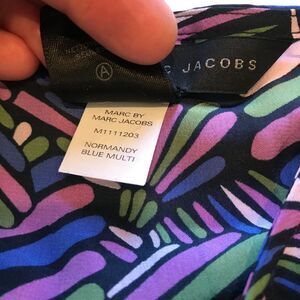 C JACOBS
A
MARC BY
MARC JACOBS
M1111203
NORMANDY
BLUE MULTI